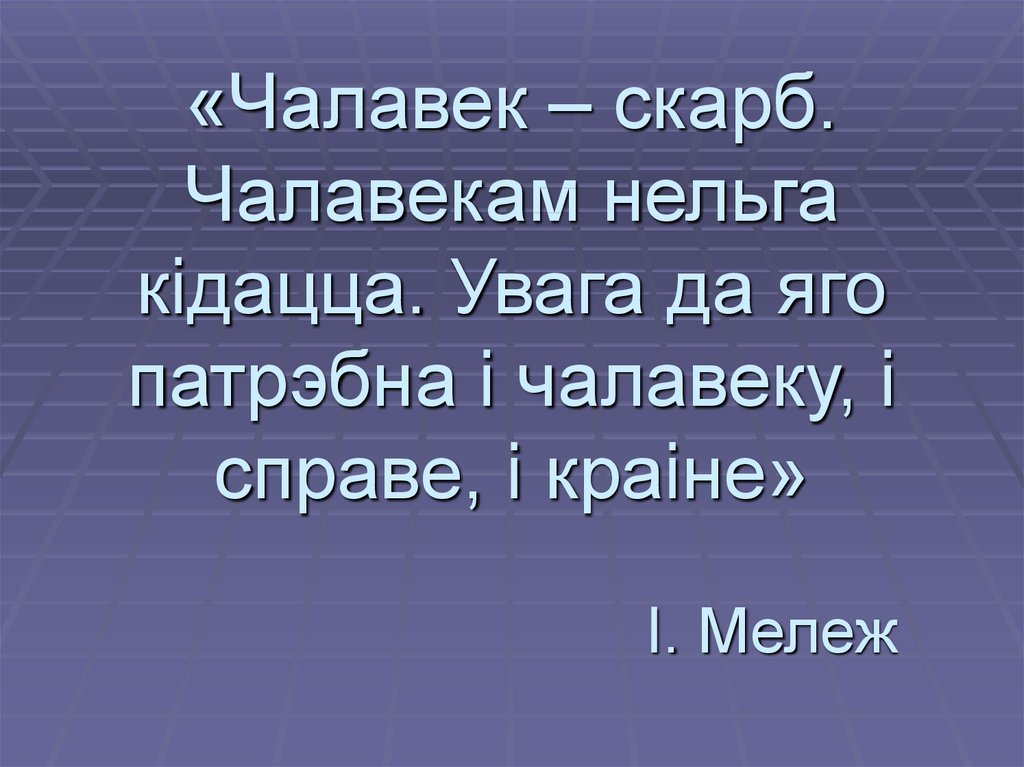 «Чалавек – скарб.
Чалавекам нельга
кідацца. Увага да яго
патрэбна і чалавеку, і
справе, і краіне»
І. Мележ